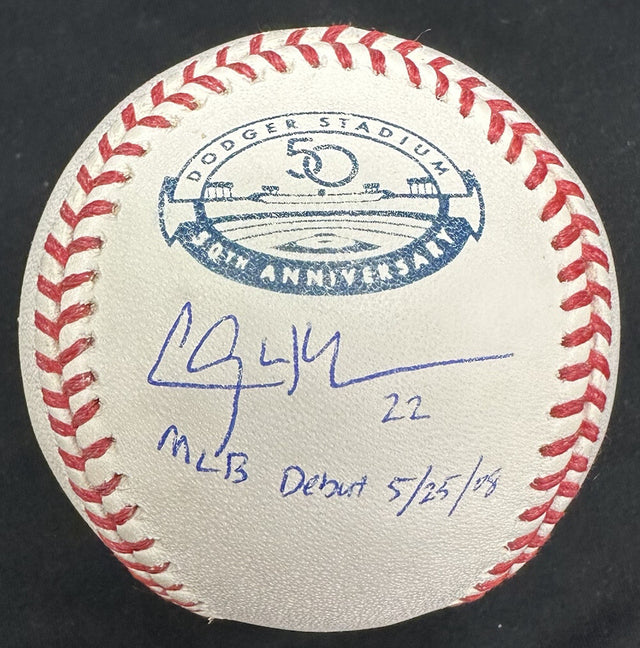 DODGER STADIUM
50
50TH ANNIVERSARY
22
MLB Debut 5/25/08